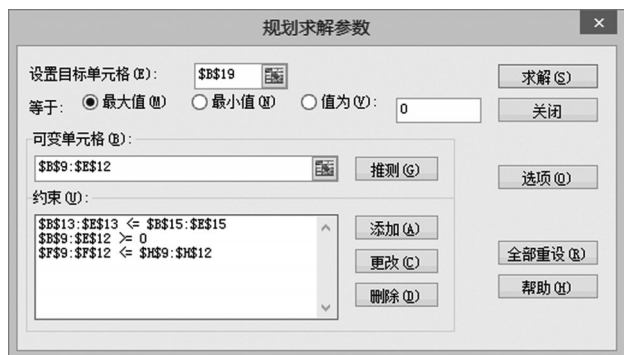 规划求解参数
设置目标单元格(E): $B$19 求解(S)
等于: 最大值(M) 最小值(N) 值为(V): 0 关闭
可变单元格(B):
$B$9:$E$12 推测(G) 选项(O)
约束(U):
$B$13:$E$13 <= $B$15:$E$15 添加(A)
$B$9:$E$12 >= 0 更改(C) 全部重设(R)
$F$9:$F$12 <= $H$9:$H$12 删除(D) 帮助(H)